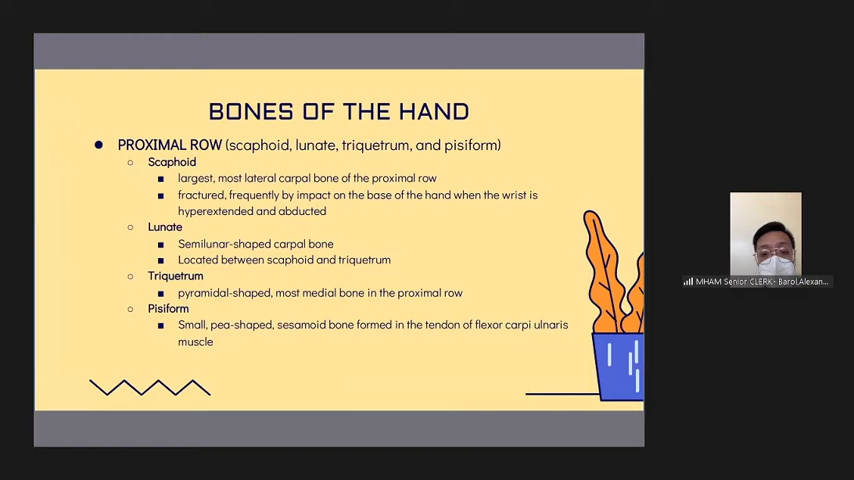 BONES OF THE HAND
● PROXIMAL ROW (scaphoid, lunate, triquetrum, and pisiform)
○ Scaphoid
■ largest, most lateral carpal bone of the proximal row
■ fractured, frequently by impact on the base of the hand when the wrist is
hyperextended and abducted
○ Lunate
■ Semilunar-shaped carpal bone
■ Located between scaphoid and triquetrum
○ Triquetrum
■ pyramidal-shaped, most medial bone in the proximal row
○ Pisiform
■ Small, pea-shaped, sesamoid bone formed in the tendon of flexor carpi ulnaris
muscle
MHAM Senior CLERK- Barol,Alexan...